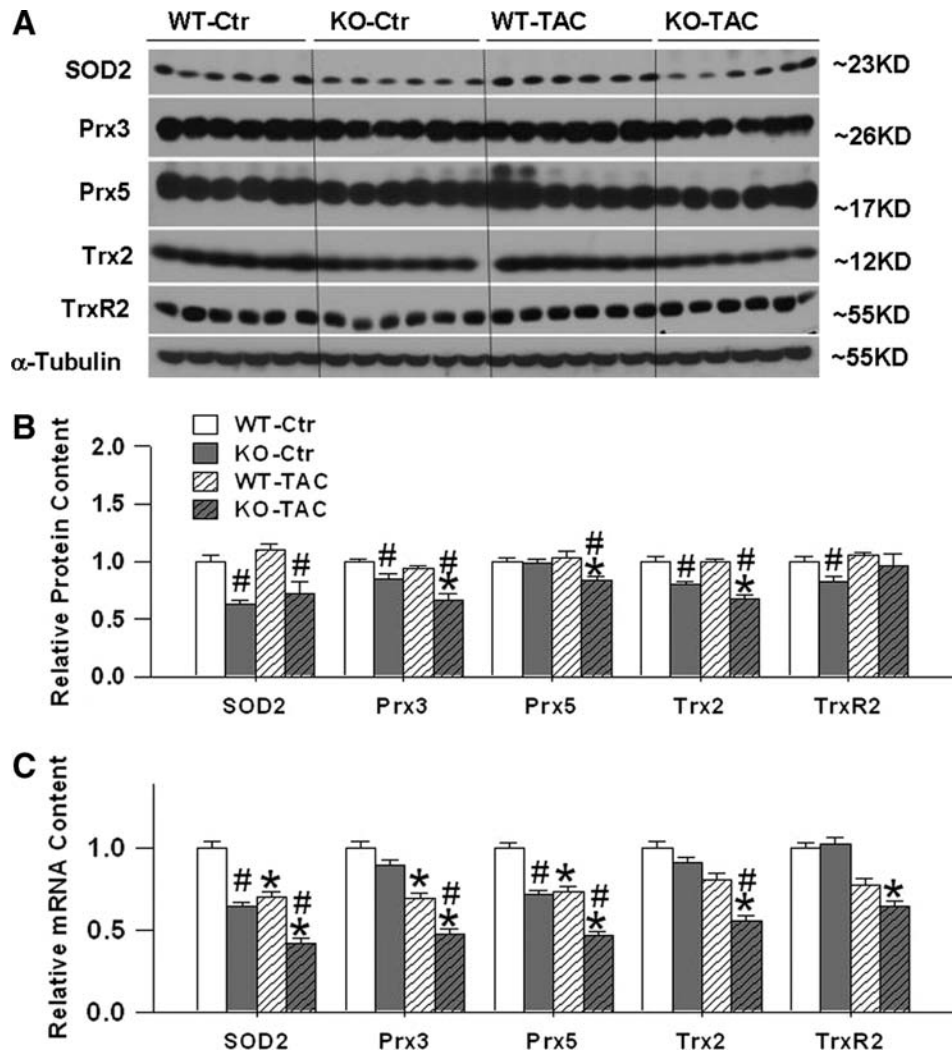 A WT-Ctr KO-Ctr WT-TAC KO-TAC
SOD2 ~23KD
Prx3 ~26KD
Prx5 ~17KD
Trx2 ~12KD
TrxR2 ~55KD
α-Tubulin ~55KD
B
WT-Ctr
KO-Ctr
WT-TAC
KO-TAC
Relative Protein Content
2.0
1.5
1.0
0.5
0.0
# # # # # * # * # # * #
SOD2 Prx3 Prx5 Trx2 TrxR2
C
Relative mRNA Content
1.0
0.5
0.0
# * # * * # * # * # * # * *
SOD2 Prx3 Prx5 Trx2 TrxR2